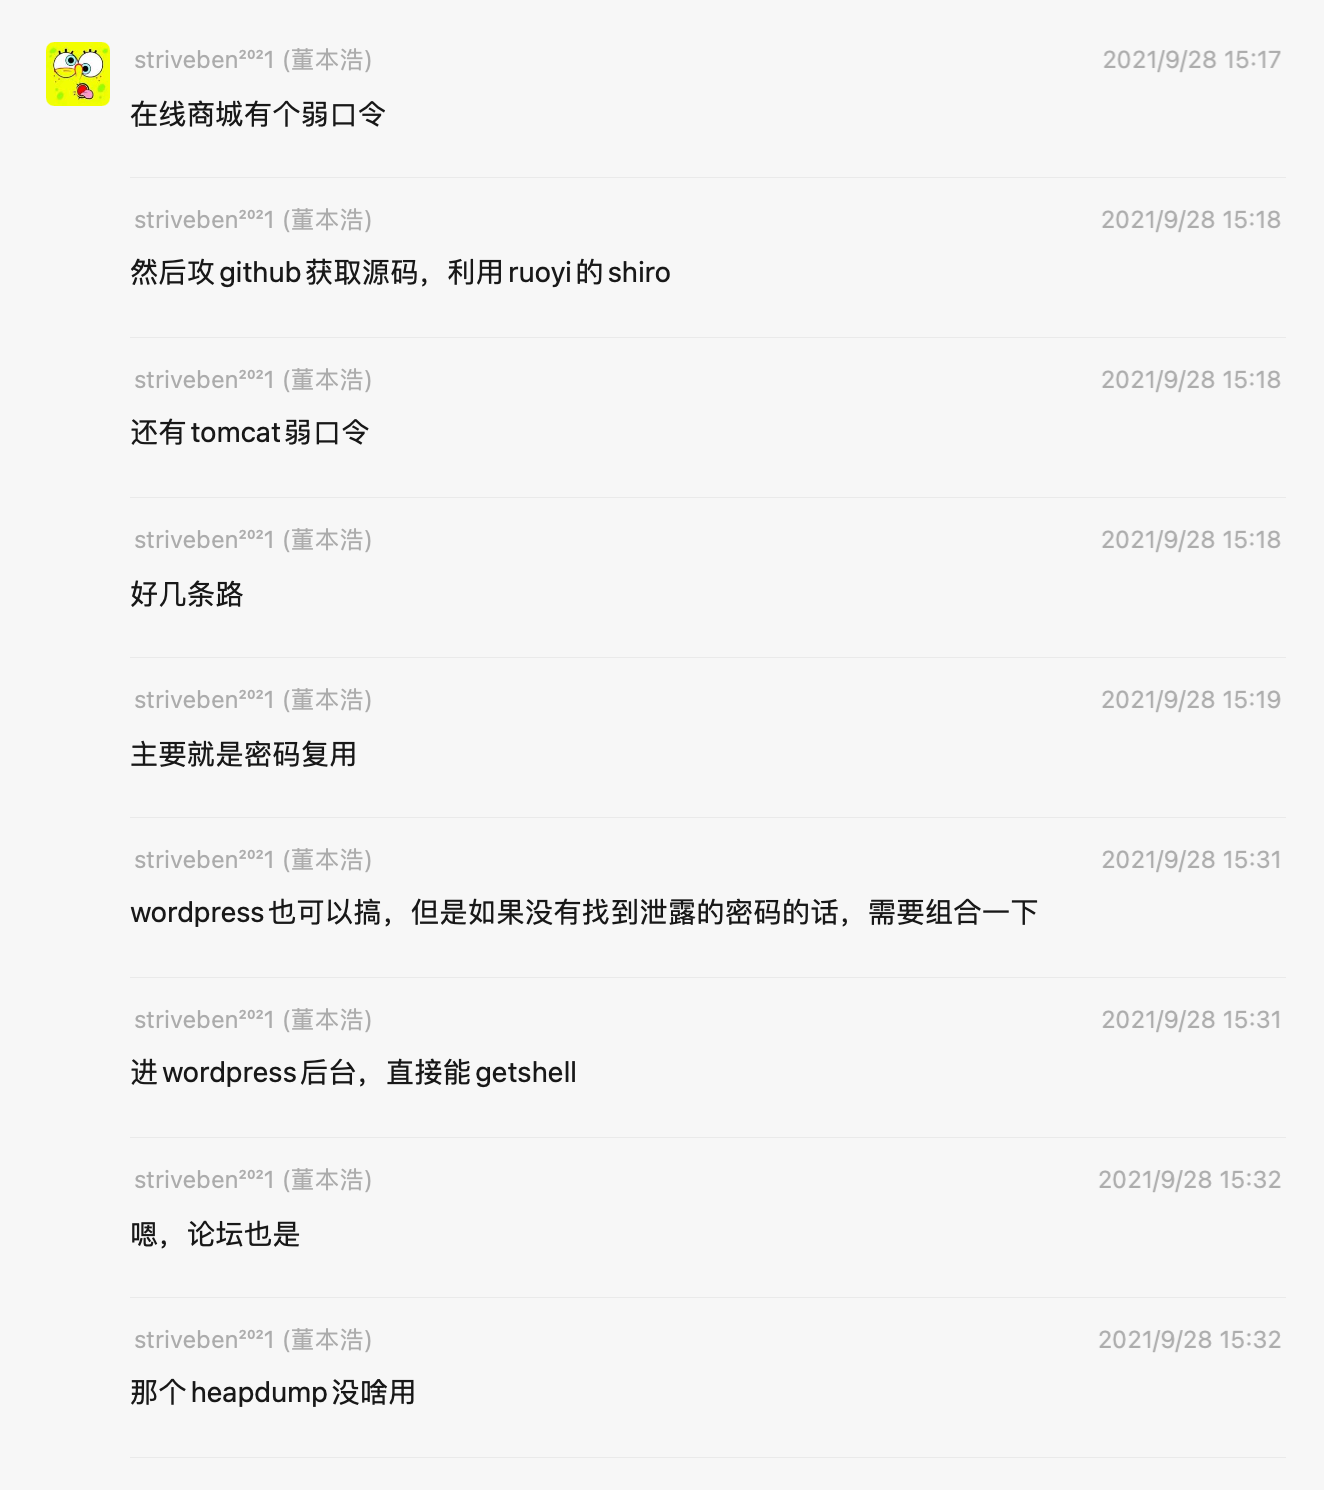 striveben²⁰²1 (董本浩) 2021/9/28 15:17
在线商城有个弱口令
striveben²⁰²1 (董本浩) 2021/9/28 15:18
然后攻github获取源码，利用ruoyi的shiro
striveben²⁰²1 (董本浩) 2021/9/28 15:18
还有tomcat弱口令
striveben²⁰²1 (董本浩) 2021/9/28 15:18
好几条路
striveben²⁰²1 (董本浩) 2021/9/28 15:19
主要就是密码复用
striveben²⁰²1 (董本浩) 2021/9/28 15:31
wordpress也可以搞，但是如果没有找到泄露的密码的话，需要组合一下
striveben²⁰²1 (董本浩) 2021/9/28 15:31
进wordpress后台，直接能getshell
striveben²⁰²1 (董本浩) 2021/9/28 15:32
嗯，论坛也是
striveben²⁰²1 (董本浩) 2021/9/28 15:32
那个heapdump没啥用